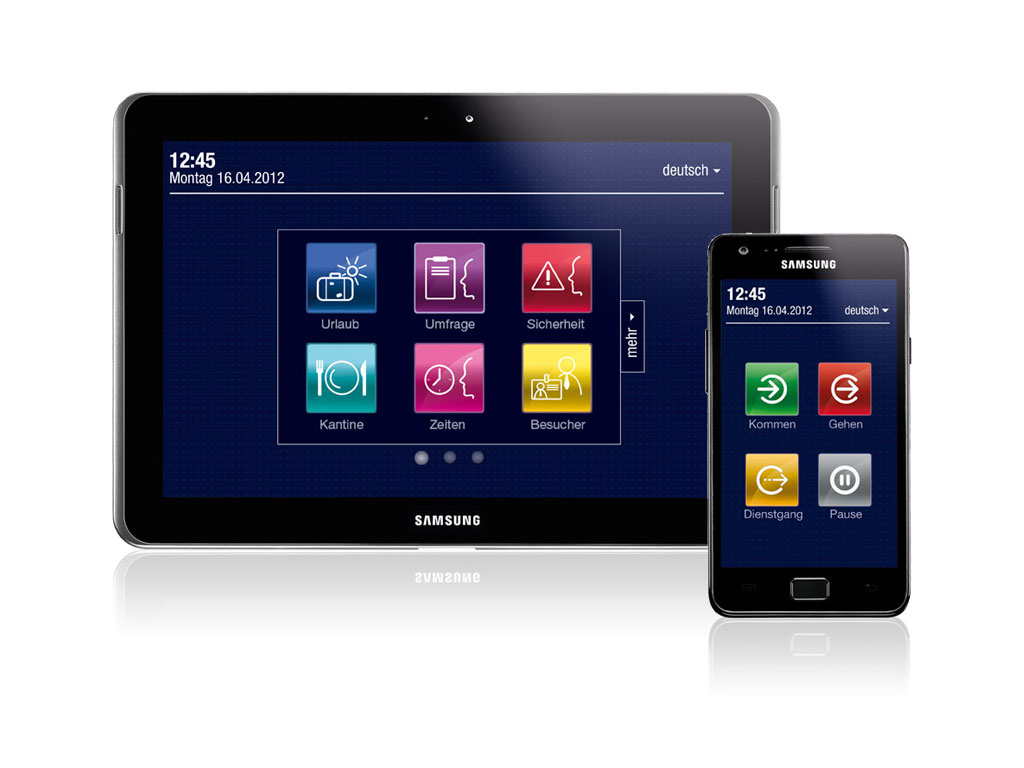 12:45
Montag 16.04.2012
deutsch
Urlaub
Umfrage
Sicherheit
mehr
Kantine
Zeiten
Besucher
SAMSUNG
SAMSUNG
12:45
Montag 16.04.2012
deutsch
Kommen
Gehen
Dienstgang
Pause